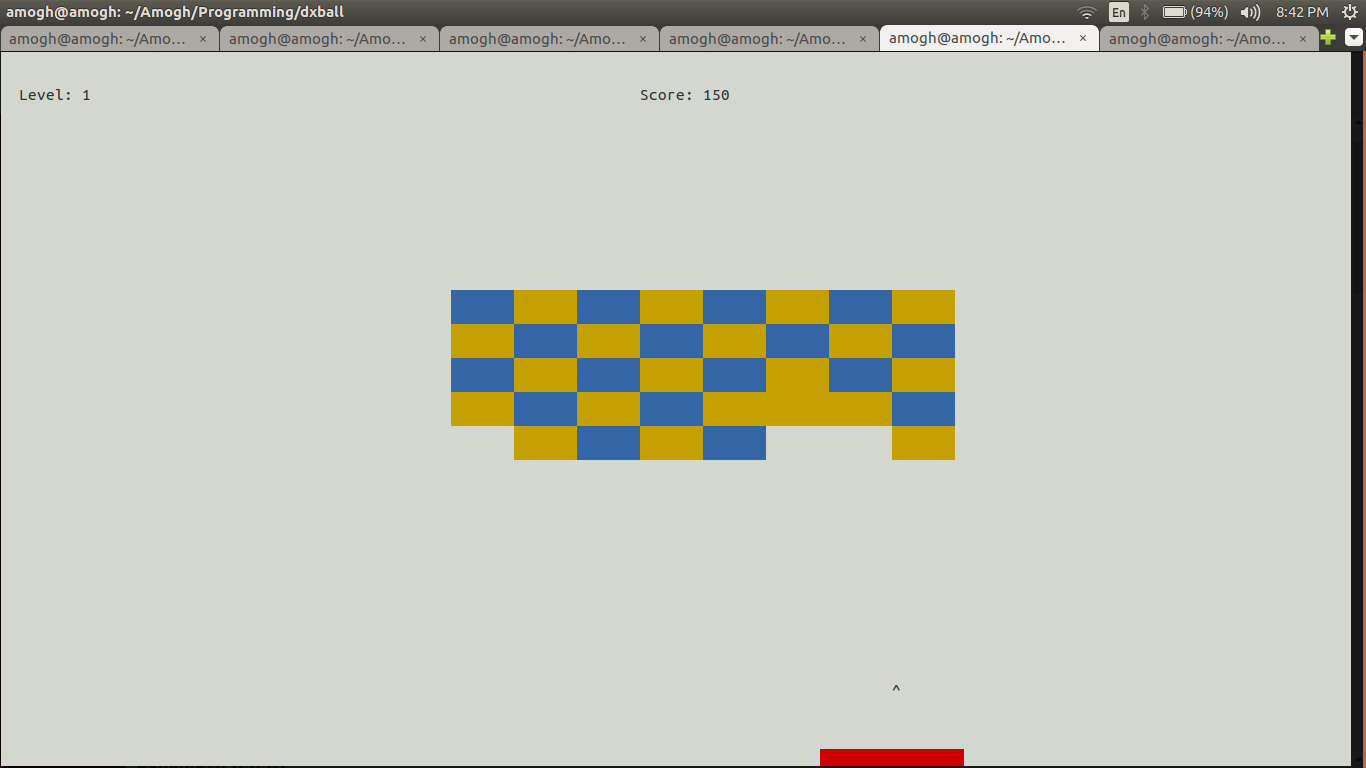 amogh@amogh: ~/Amogh/Programming/dxball
En (94%) 8:42 PM
amogh@amogh: ~/Amo... × amogh@amogh: ~/Amo... × amogh@amogh: ~/Amo... × amogh@amogh: ~/Amo... × amogh@amogh: ~/Amo... × amogh@amogh: ~/Amo... ×
Level: 1
Score: 150
^